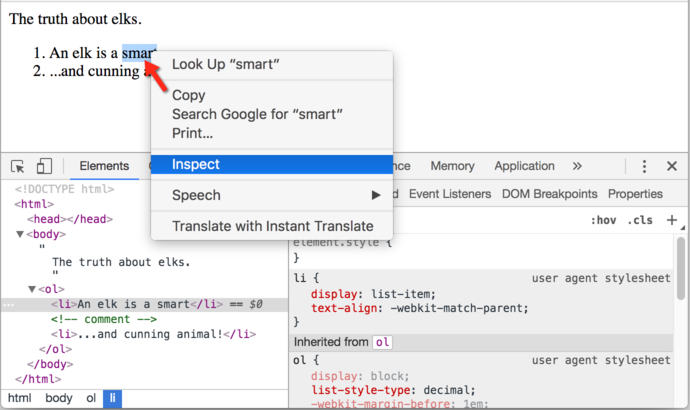 The truth about elks.
1. An elk is a smart
2. ...and cunning a
Look Up “smart”
Copy
Search Google for “smart”
Print...
Inspect
Speech
Translate with Instant Translate
Elements
Memory
Application
»
Event Listeners
DOM Breakpoints
Properties
:hov
.cls
+
<!DOCTYPE html>
<html>
<head></head>
<body>
"
The truth about elks.
"
<ol>
... <li>An elk is a smart</li> == $0
<!-- comment -->
<li>...and cunning animal!</li>
</ol>
</body>
</html>
html body ol li
element.style {
}
li { user agent stylesheet
display: list-item;
text-align: -webkit-match-parent;
}
Inherited from ol
ol { user agent stylesheet
display: block;
list-style-type: decimal;
-webkit-margin-before: 1em;